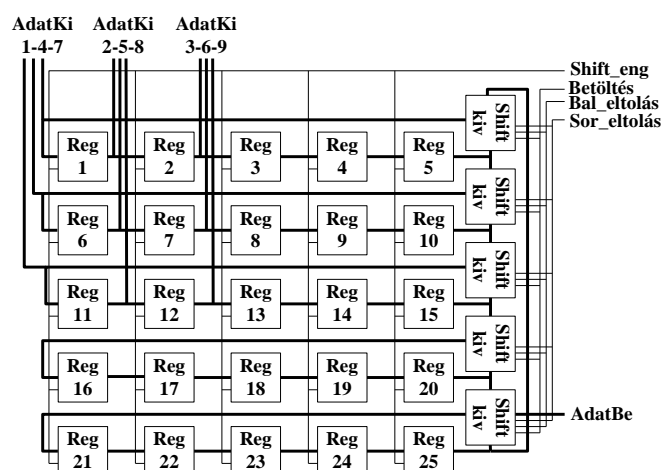 AdatKi AdatKi AdatKi
1-4-7 2-5-8 3-6-9
Shift_eng
Betöltés
Bal_eltolás
Sor_eltolás
Shift
kiv
Reg Reg Reg Reg Reg
1 2 3 4 5
Shift
kiv
Reg Reg Reg Reg Reg
6 7 8 9 10
Shift
kiv
Reg Reg Reg Reg Reg
11 12 13 14 15
Shift
kiv
Reg Reg Reg Reg Reg
16 17 18 19 20
Shift
kiv
AdatBe
Reg Reg Reg Reg Reg
21 22 23 24 25